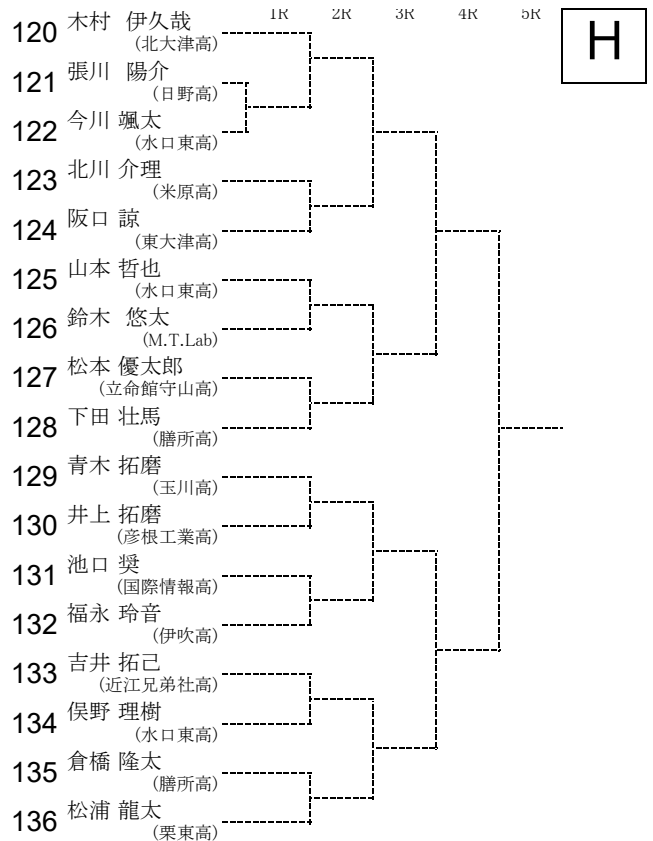 1R 2R 3R 4R 5R
H
120 木村 伊久哉
(北大津高)
121 張川 陽介
(日野高)
122 今川 颯太
(水口東高)
123 北川 介理
(米原高)
124 阪口 諒
(東大津高)
125 山本 哲也
(水口東高)
126 鈴木 悠太
(M.T.Lab)
127 松本 優太郎
(立命館守山高)
128 下田 壮馬
(膳所高)
129 青木 拓磨
(玉川高)
130 井上 拓磨
(彦根工業高)
131 池口 奨
(国際情報高)
132 福永 玲音
(伊吹高)
133 吉井 拓己
(近江兄弟社高)
134 俣野 理樹
(水口東高)
135 倉橋 隆太
(膳所高)
136 松浦 龍太
(栗東高)